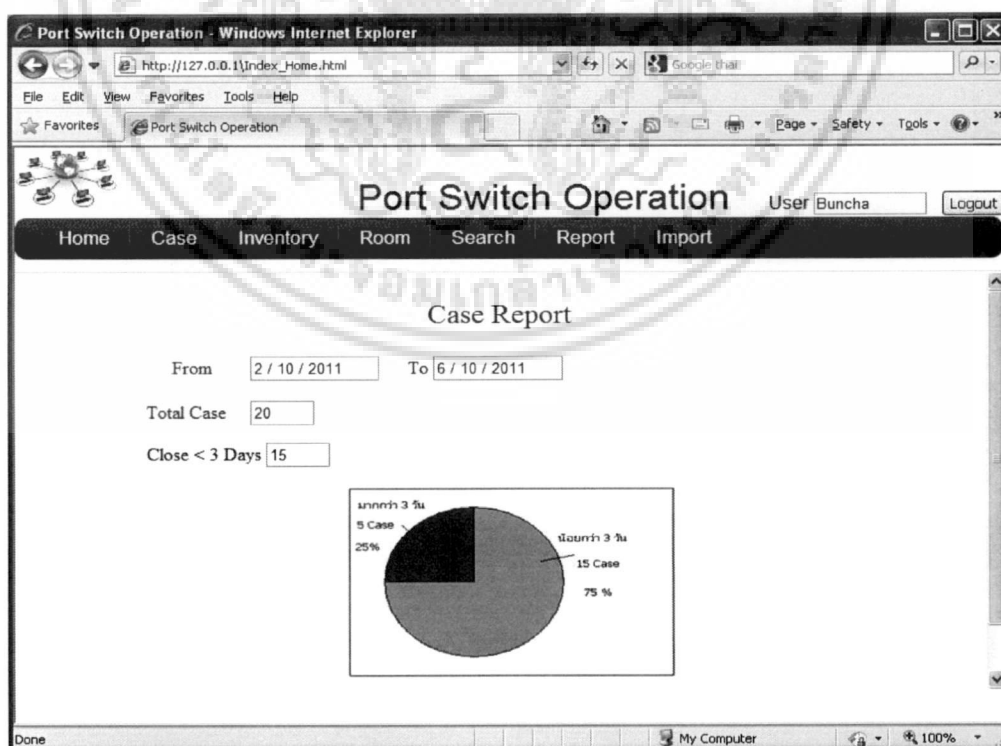 Port Switch Operation - Windows Internet Explorer
http://127.0.0.1\Index_Home.html
Google thai
File Edit View Favorites Tools Help
Favorites Port Switch Operation Page Safety Tools
Port Switch Operation User Buncha Logout
Home Case Inventory Room Search Report Import
Case Report
From 2 / 10 / 2011 To 6 / 10 / 2011
Total Case 20
Close < 3 Days 15
มากกว่า 3 วัน
5 Case
25%
น้อยกว่า 3 วัน
15 Case
75 %
Done My Computer 100%